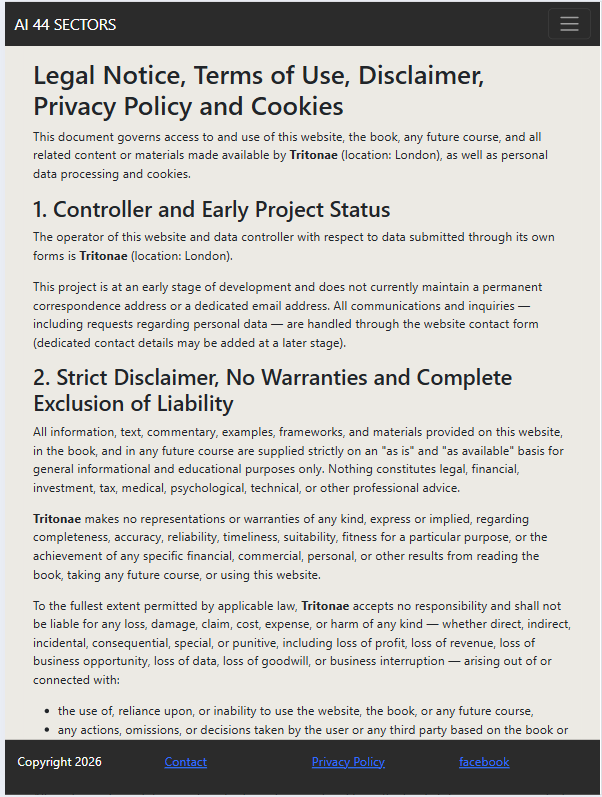 AI 44 SECTORS
Legal Notice, Terms of Use, Disclaimer,
Privacy Policy and Cookies
This document governs access to and use of this website, the book, any future course, and all
related content or materials made available by Tritonae (location: London), as well as personal
data processing and cookies.
1. Controller and Early Project Status
The operator of this website and data controller with respect to data submitted through its own
forms is Tritonae (location: London).
This project is at an early stage of development and does not currently maintain a permanent
correspondence address or a dedicated email address. All communications and inquiries —
including requests regarding personal data — are handled through the website contact form
(dedicated contact details may be added at a later stage).
2. Strict Disclaimer, No Warranties and Complete
Exclusion of Liability
All information, text, commentary, examples, frameworks, and materials provided on this website,
in the book, and in any future course are supplied strictly on an "as is" and "as available" basis for
general informational and educational purposes only. Nothing constitutes legal, financial,
investment, tax, medical, psychological, technical, or other professional advice.
Tritonae makes no representations or warranties of any kind, express or implied, regarding
completeness, accuracy, reliability, timeliness, suitability, fitness for a particular purpose, or the
achievement of any specific financial, commercial, personal, or other results from reading the
book, taking any future course, or using this website.
To the fullest extent permitted by applicable law, Tritonae accepts no responsibility and shall not
be liable for any loss, damage, claim, cost, expense, or harm of any kind — whether direct, indirect,
incidental, consequential, special, or punitive, including loss of profit, loss of revenue, loss of
business opportunity, loss of data, loss of goodwill, or business interruption — arising out of or
connected with:
• the use of, reliance upon, or inability to use the website, the book, or any future course,
• any actions, omissions, or decisions taken by the user or any third party based on the book or
Copyright 2026 Contact Privacy Policy facebook